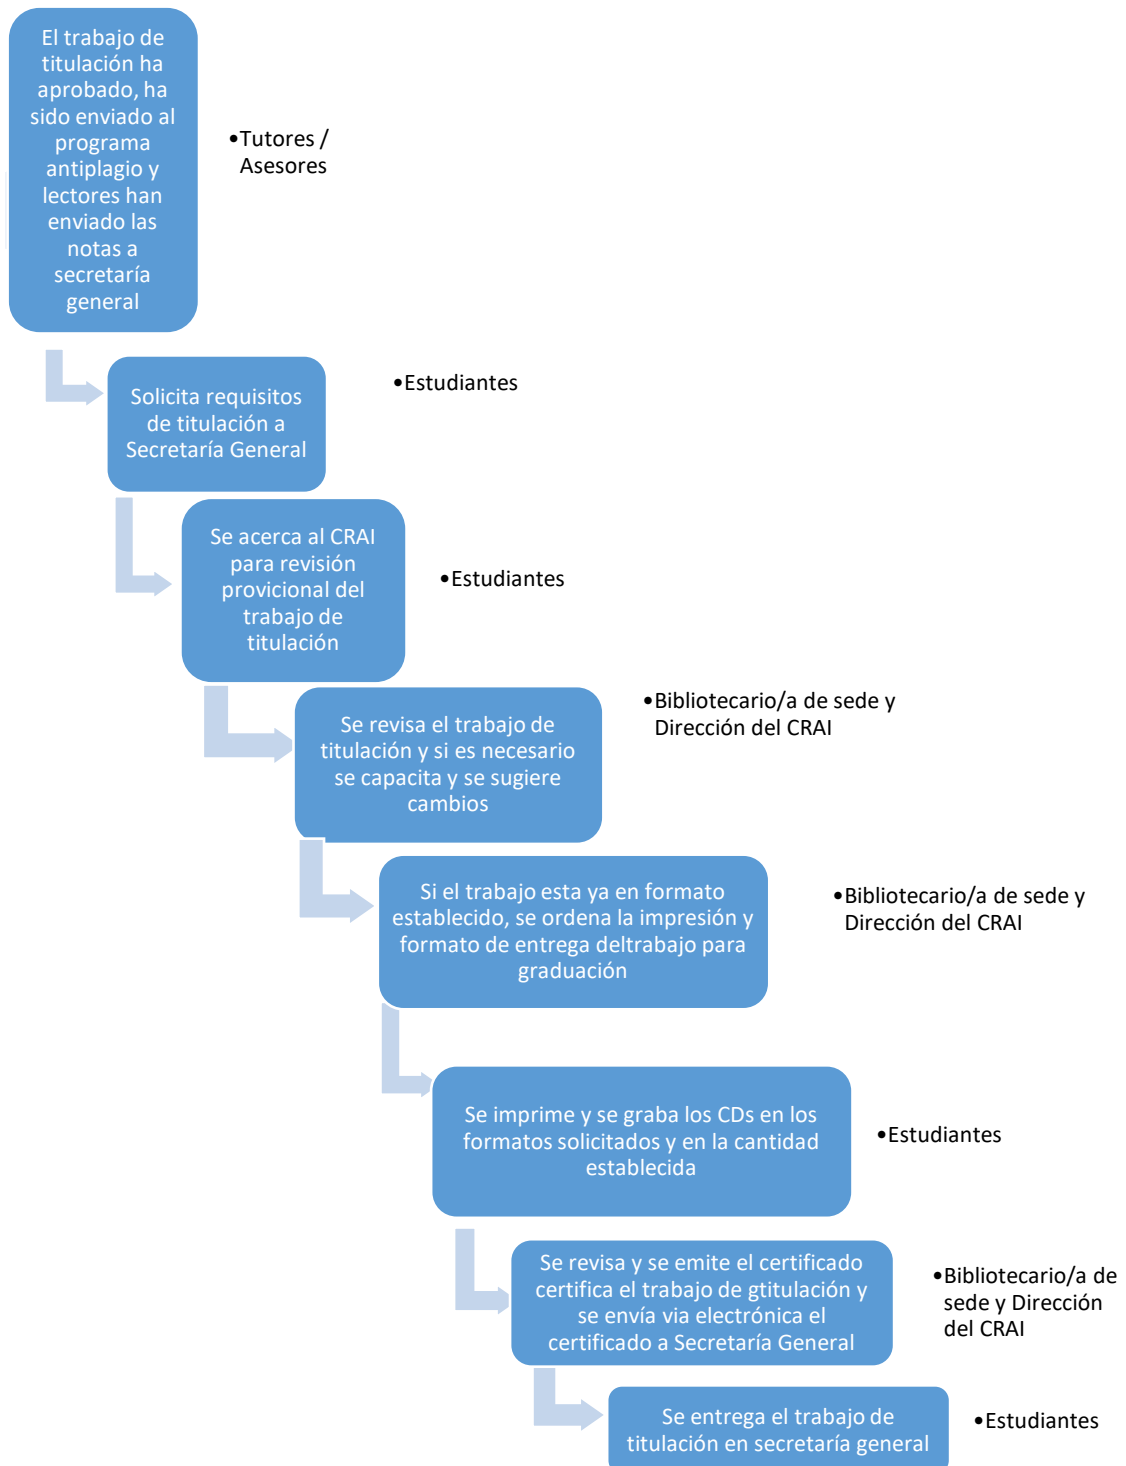 El trabajo de
titulación ha
aprobado, ha
sido enviado al
programa
antiplagio y
lectores han
enviado las
notas a
secretaría
general
•Tutores /
Asesores
Solicita requisitos
de titulación a
Secretaría General
•Estudiantes
Se acerca al CRAI
para revisión
provicional del
trabajo de
titulación
•Estudiantes
Se revisa el trabajo de
titulación y si es necesario
se capacita y se sugiere
cambios
•Bibliotecario/a de sede y
Dirección del CRAI
Si el trabajo esta ya en formato
establecido, se ordena la impresión y
formato de entrega deltrabajo para
graduación
•Bibliotecario/a de sede y
Dirección del CRAI
Se imprime y se graba los CDs en los
formatos solicitados y en la cantidad
establecida
•Estudiantes
Se revisa y se emite el certificado
certifica el trabajo de gtitulación y
se envía via electrónica el
certificado a Secretaría General
•Bibliotecario/a de
sede y Dirección
del CRAI
Se entrega el trabajo de
titulación en secretaría general
•Estudiantes